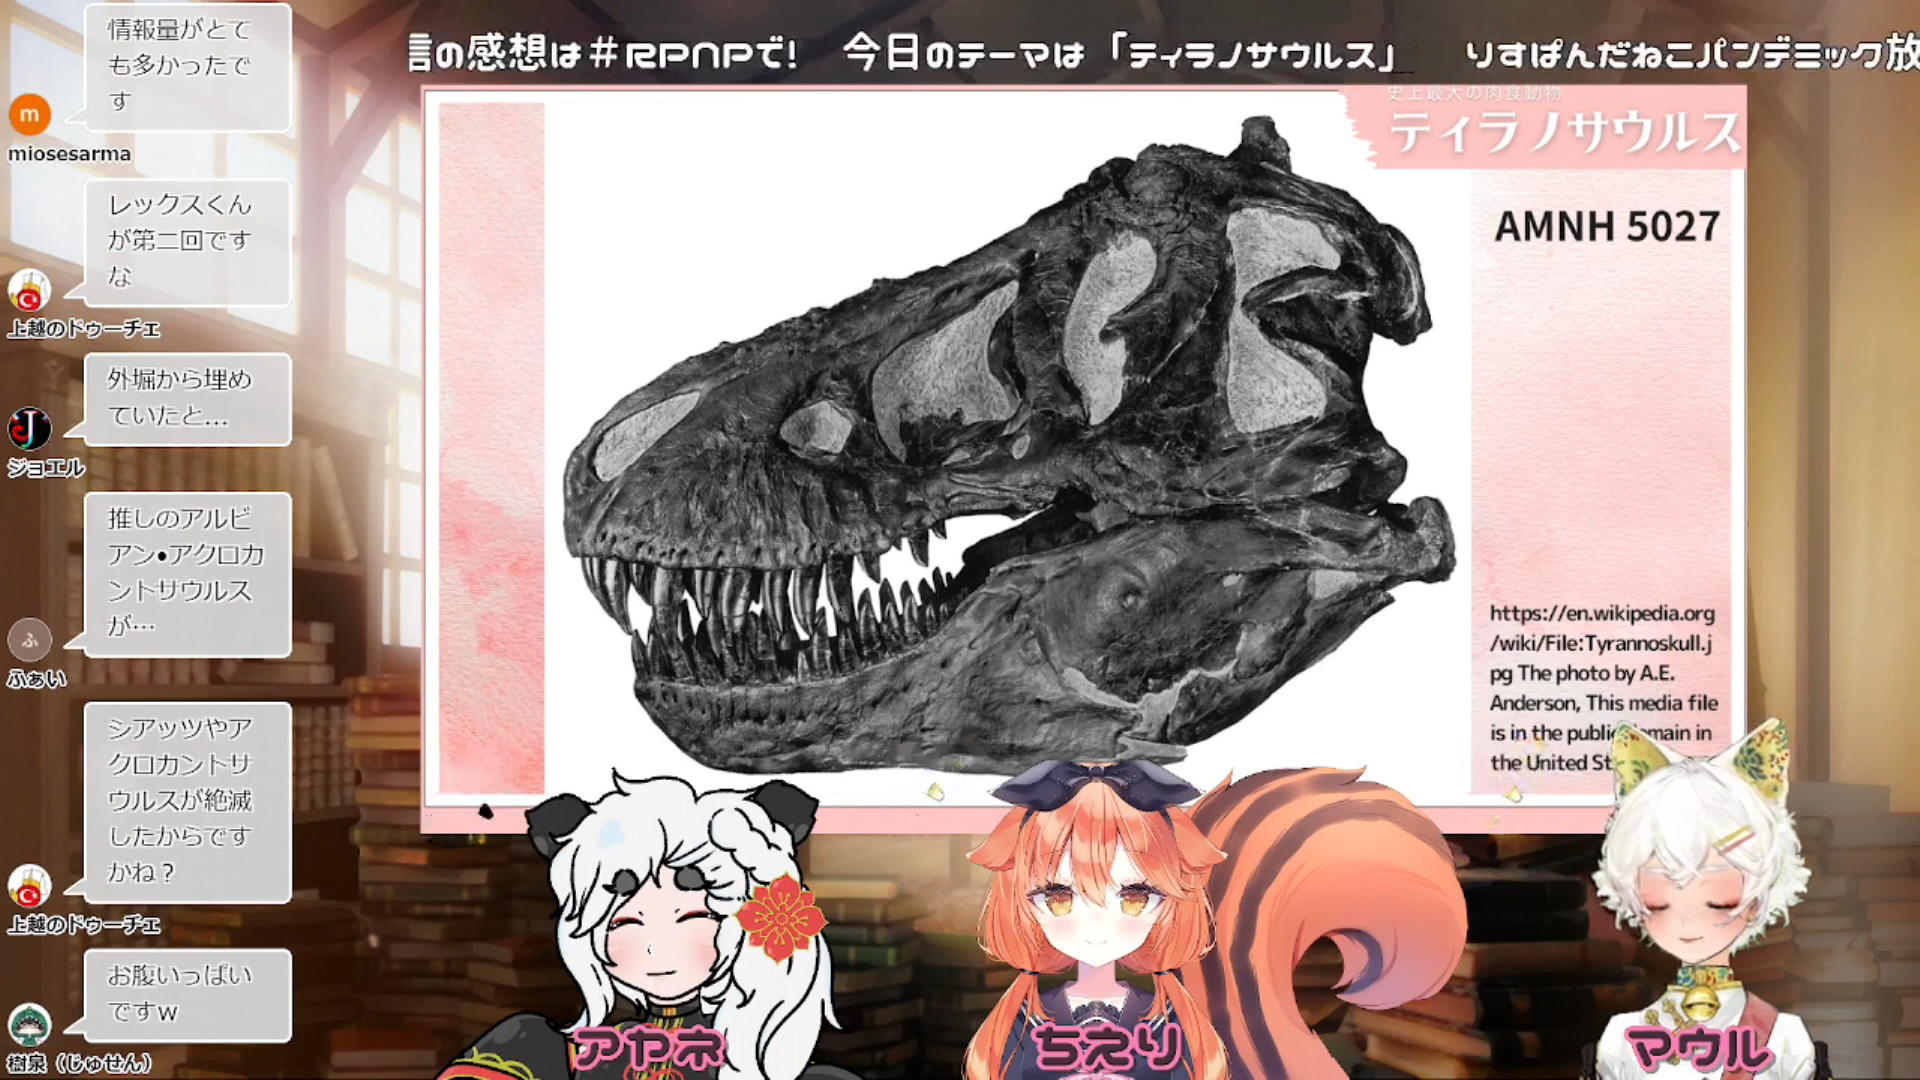 言の感想は＃RPNPで！　今日のテーマは「ティラノサウルス」　りすぱんだねこパンデミック放
史上最大の肉食動物
ティラノサウルス
AMNH 5027
https://en.wikipedia.org
/wiki/File:Tyrannoskull.j
pg The photo by A.E.
Anderson, This media file
is in the public domain in
the United St
情報量がとて
も多かったで
す
m
miosesarma
レックスくん
が第二回です
な
上越のドゥーチェ
外堀から埋め
ていたと…
J
ジョエル
推しのアルビ
アン•アクロカ
ントサウルス
が…
ふ
ふぁい
シアッツやア
クロカントサ
ウルスが絶滅
したからです
かね？
上越のドゥーチェ
お腹いっぱい
ですw
樹泉（じゅせん）
アヤネ
ちえり
マウル